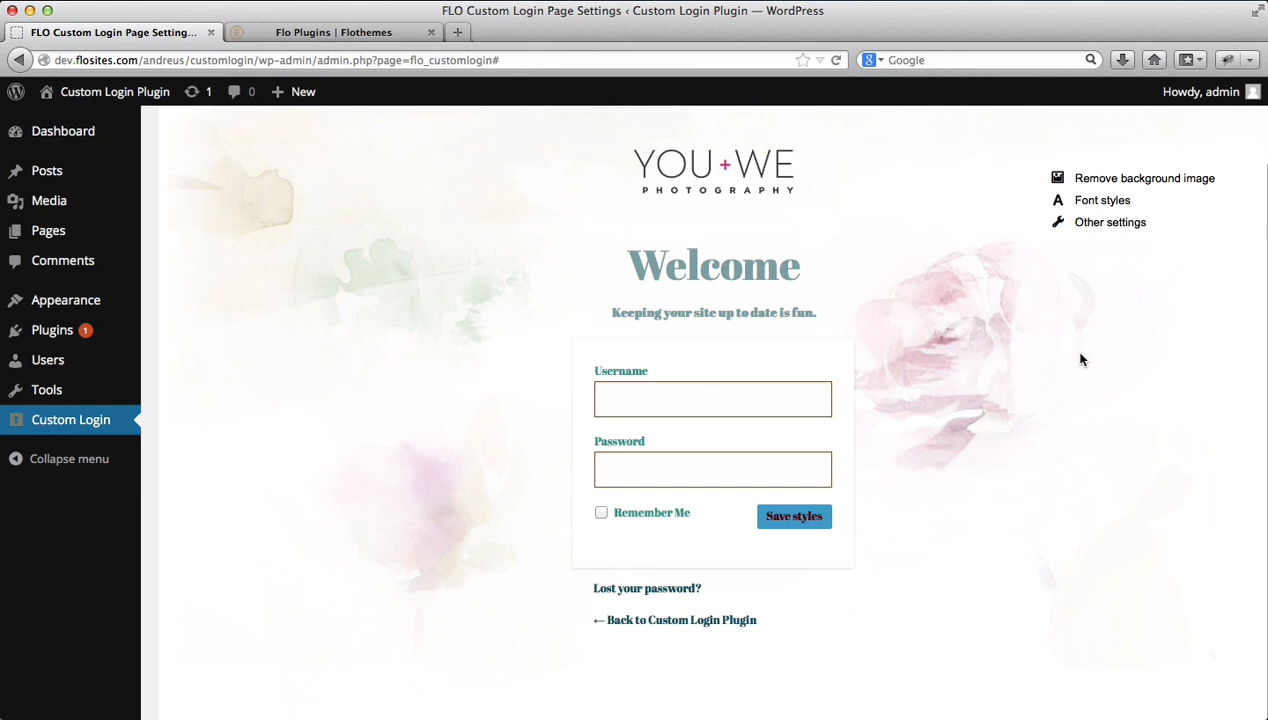 FLO Custom Login Page Settings ‹ Custom Login Plugin — WordPress
FLO Custom Login Page Setting...
Flo Plugins | Flothemes
dev.flosites.com/andreus/customlogin/wp-admin/admin.php?page=flo_customlogin#
Google
Custom Login Plugin
1
0
New
Howdy, admin
Dashboard
Posts
Media
Pages
Comments
Appearance
Plugins 1
Users
Tools
Custom Login
Collapse menu
YOU+WE
PHOTOGRAPHY
Remove background image
Font styles
Other settings
Welcome
Keeping your site up to date is fun.
Username
Password
Remember Me
Save styles
Lost your password?
← Back to Custom Login Plugin